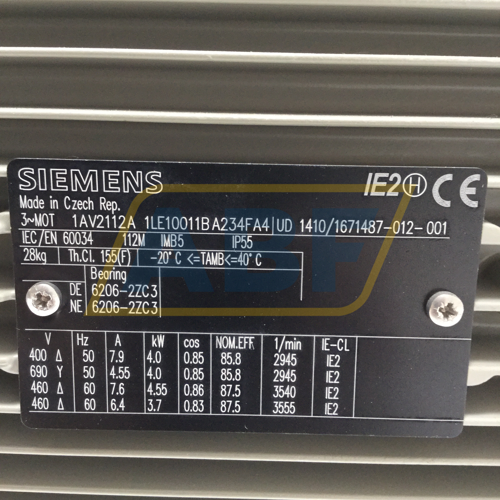 SIEMENS IE2 H CE
Made in Czech Rep.
3~MOT 1AV2112A 1LE10011BA234FA4 UD 1410/1671487-012-001
IEC/EN 60034 112M IMB5 IP55
28kg Th.Cl. 155(F) -20°C <=TAMB<=40°C
Bearing
DE 6206-2ZC3
NE 6206-2ZC3
V Hz A kW cos NOM.EFF 1/min IE-CL
400 Δ 50 7.9 4.0 0.85 85.8 2945 IE2
690 Y 50 4.55 4.0 0.85 85.8 2945 IE2
460 Δ 60 7.6 4.55 0.86 87.5 3540 IE2
460 Δ 60 6.4 3.7 0.83 87.5 3555 IE2
ABF